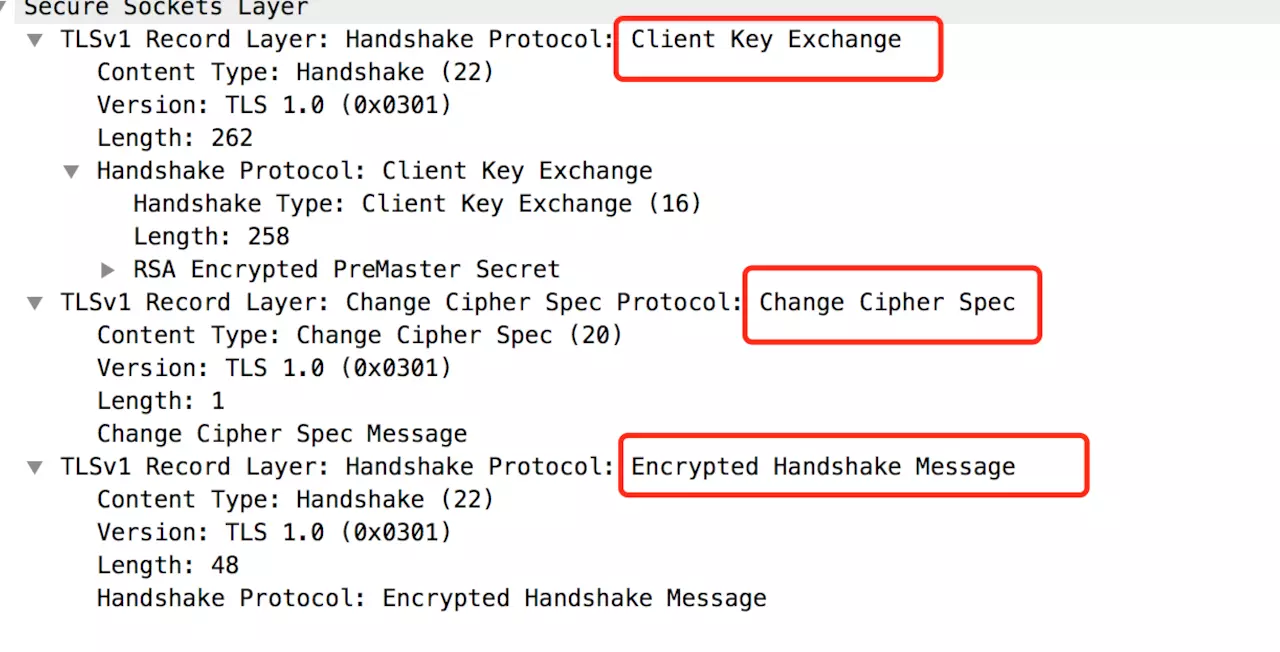 Secure Sockets Layer
TLSv1 Record Layer: Handshake Protocol: Client Key Exchange
Content Type: Handshake (22)
Version: TLS 1.0 (0x0301)
Length: 262
Handshake Protocol: Client Key Exchange
Handshake Type: Client Key Exchange (16)
Length: 258
RSA Encrypted PreMaster Secret
TLSv1 Record Layer: Change Cipher Spec Protocol: Change Cipher Spec
Content Type: Change Cipher Spec (20)
Version: TLS 1.0 (0x0301)
Length: 1
Change Cipher Spec Message
TLSv1 Record Layer: Handshake Protocol: Encrypted Handshake Message
Content Type: Handshake (22)
Version: TLS 1.0 (0x0301)
Length: 48
Handshake Protocol: Encrypted Handshake Message